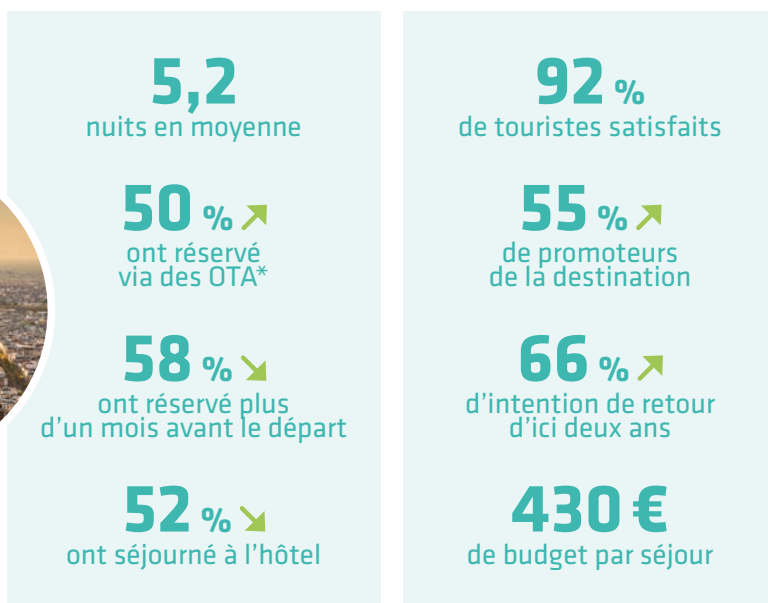 5,2
nuits en moyenne
50 % ↗
ont réservé
via des OTA*
58 % ↘
ont réservé plus
d'un mois avant le départ
52 % ↘
ont séjourné à l'hôtel
92 %
de touristes satisfaits
55 % ↗
de promoteurs
de la destination
66 % ↗
d'intention de retour
d'ici deux ans
430 €
de budget par séjour